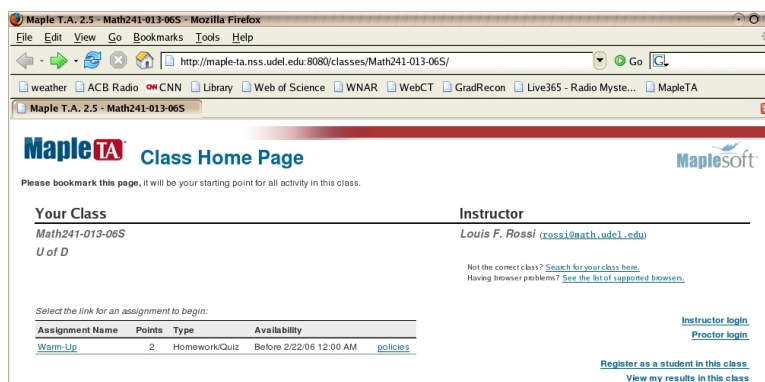 Maple T.A. 2.5 - Math241-013-06S - Mozilla Firefox
File Edit View Go Bookmarks Tools Help
http://maple-ta.nss.udel.edu:8080/classes/Math241-013-06S/ Go G
weather ACB Radio CNN Library Web of Science WNAR WebCT GradRecon Live365 - Radio Myste... MapleTA
Maple T.A. 2.5 - Math241-013-06S
Maple TA Class Home Page Maplesoft
Please bookmark this page, it will be your starting point for all activity in this class.
Your Class
Math241-013-06S
U of D
Instructor
Louis F. Rossi (rossi@math.udel.edu)
Not the correct class? Search for your class here.
Having browser problems? See the list of supported browsers.
Select the link for an assignment to begin:
Assignment Name Points Type Availability
Warm-Up 2 Homework/Quiz Before 2/22/06 12:00 AM policies
Instructor login
Proctor login
Register as a student in this class
View my results in this class